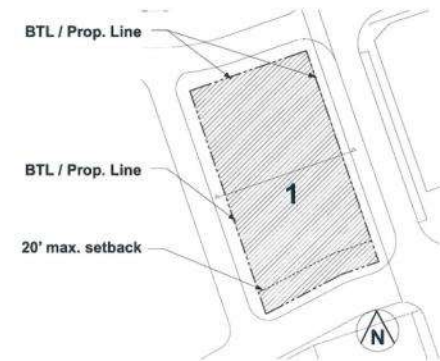 BTL / Prop. Line
BTL / Prop. Line
1
20' max. setback
N